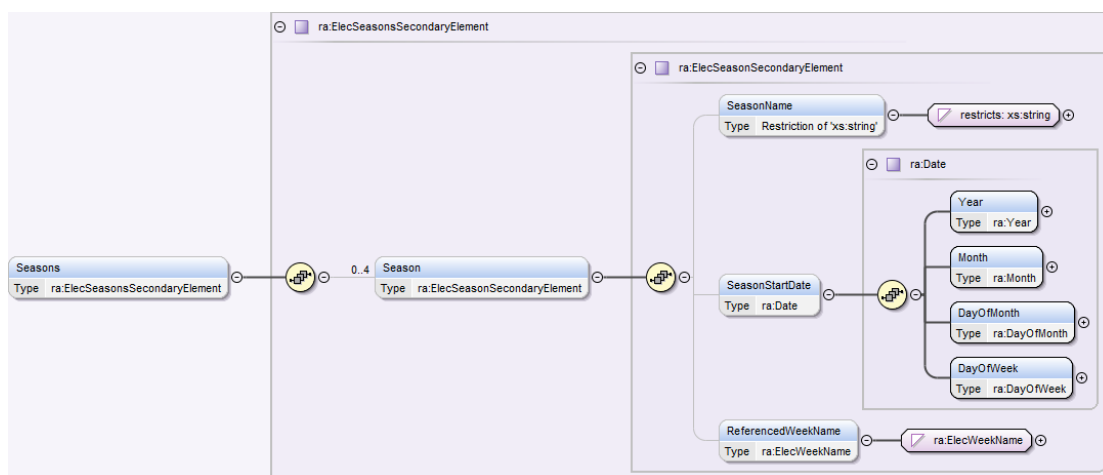 ra:ElecSeasonsSecondaryElement
ra:ElecSeasonSecondaryElement
SeasonName
Type Restriction of 'xs:string'
restricts: xs:string
ra:Date
Year
Type ra:Year
Month
Type ra:Month
Seasons
Type ra:ElecSeasonsSecondaryElement
0..4
Season
Type ra:ElecSeasonSecondaryElement
SeasonStartDate
Type ra:Date
DayOfMonth
Type ra:DayOfMonth
DayOfWeek
Type ra:DayOfWeek
ReferencedWeekName
Type ra:ElecWeekName
ra:ElecWeekName